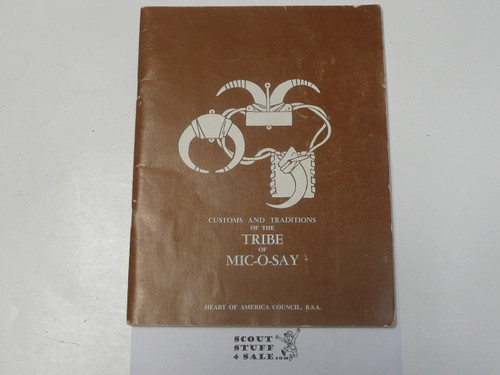 CUSTOMS AND TRADITIONS
OF THE
TRIBE
OF
MIC-O-SAY
HEART OF AMERICA COUNCIL, B.S.A.
SCOUT
STUFF
4 SALE.com